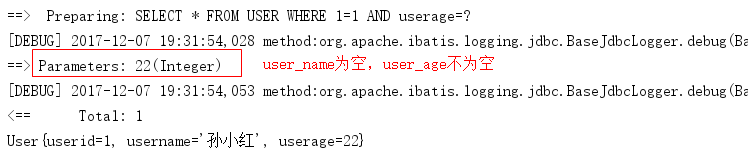 ==>  Preparing: SELECT * FROM USER WHERE 1=1 AND userage=?
[DEBUG] 2017-12-07 19:31:54,028 method:org.apache.ibatis.logging.jdbc.BaseJdbcLogger.debug(Ba
==> Parameters: 22(Integer) user_name为空，user_age不为空
[DEBUG] 2017-12-07 19:31:54,053 method:org.apache.ibatis.logging.jdbc.BaseJdbcLogger.debug(Ba
<==      Total: 1
User{userid=1, username='孙小红', userage=22}